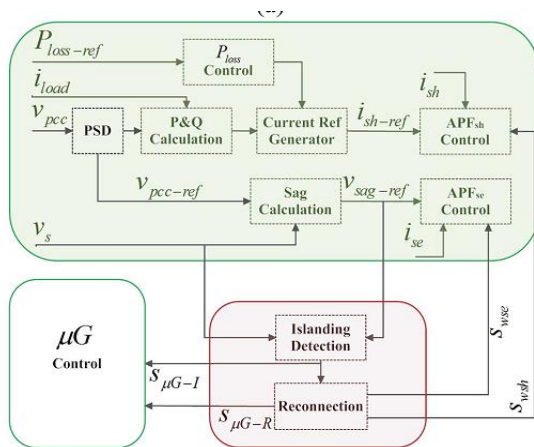 (a)
P_loss-ref
P_loss
Control
i_load
i_sh
v_pcc
PSD
P&Q
Calculation
Current Ref
Generator
i_sh-ref
APF_sh
Control
v_pcc-ref
Sag
Calculation
v_sag-ref
APF_se
Control
v_s
i_se
μG
Control
Islanding
Detection
s_μG-I
Reconnection
s_μG-R
s_wse
s_wsh